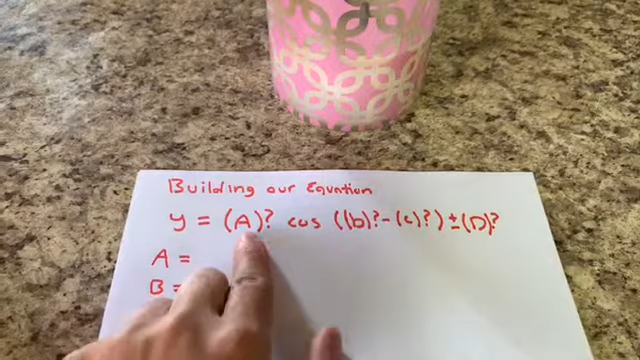 Building our Equation
y = (A)? cos ((b)?-(c)?) ±(D)?
A =
B =